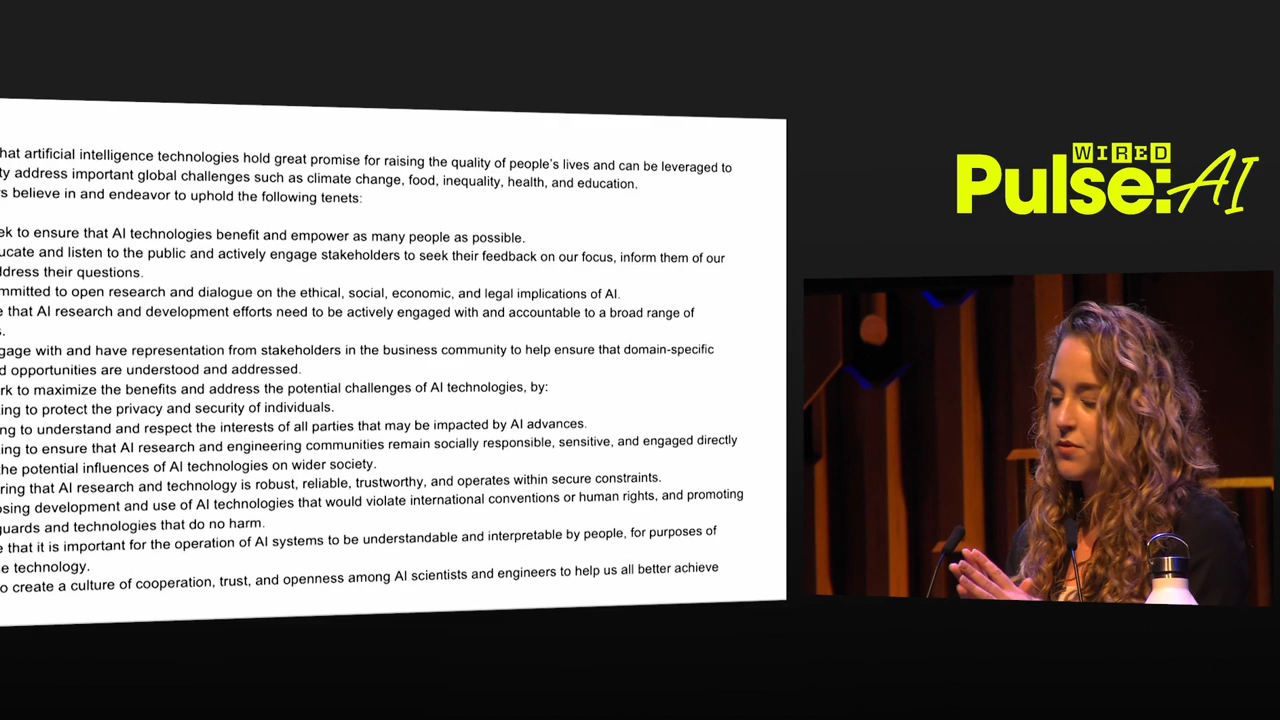 hat artificial intelligence technologies hold great promise for raising the quality of people's lives and can be leveraged to
ty address important global challenges such as climate change, food, inequality, health, and education.
s believe in and endeavor to uphold the following tenets:
ek to ensure that AI technologies benefit and empower as many people as possible.
ucate and listen to the public and actively engage stakeholders to seek their feedback on our focus, inform them of our
ddress their questions.
mmitted to open research and dialogue on the ethical, social, economic, and legal implications of AI.
e that AI research and development efforts need to be actively engaged with and accountable to a broad range of
s.
gage with and have representation from stakeholders in the business community to help ensure that domain-specific
d opportunities are understood and addressed.
rk to maximize the benefits and address the potential challenges of AI technologies, by:
ing to protect the privacy and security of individuals.
ng to understand and respect the interests of all parties that may be impacted by AI advances.
ing to ensure that AI research and engineering communities remain socially responsible, sensitive, and engaged directly
the potential influences of AI technologies on wider society.
ring that AI research and technology is robust, reliable, trustworthy, and operates within secure constraints.
osing development and use of AI technologies that would violate international conventions or human rights, and promoting
guards and technologies that do no harm.
e that it is important for the operation of AI systems to be understandable and interpretable by people, for purposes of
e technology.
o create a culture of cooperation, trust, and openness among AI scientists and engineers to help us all better achieve
WIRED
Pulse: AI